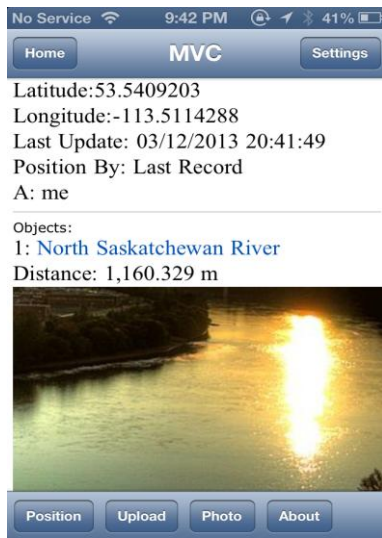 No Service 9:42 PM 41%
Home MVC Settings
Latitude:53.5409203
Longitude:-113.5114288
Last Update: 03/12/2013 20:41:49
Position By: Last Record
A: me
Objects:
1: North Saskatchewan River
Distance: 1,160.329 m
Position Upload Photo About